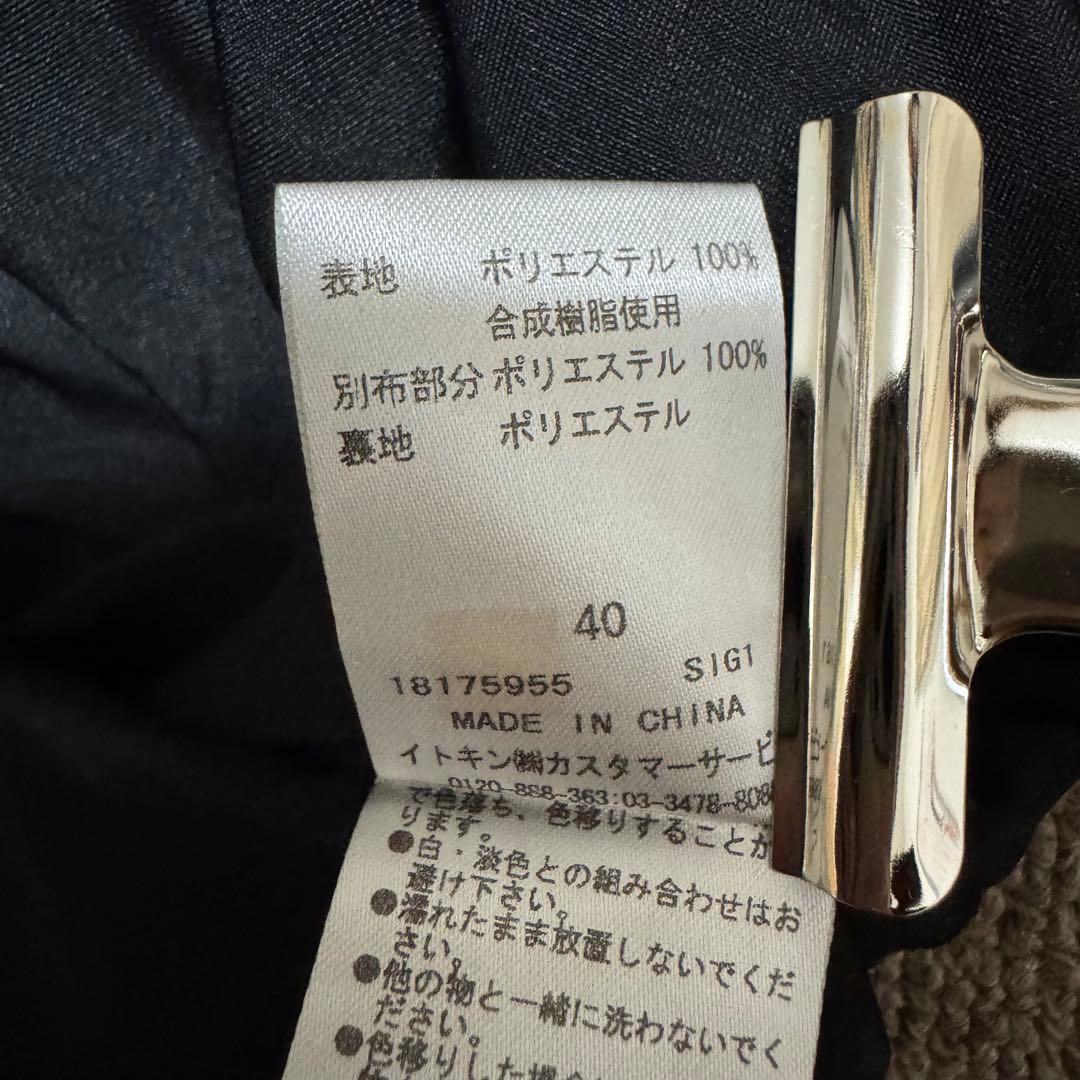 表地 ポリエステル 100%
合成樹脂使用
別布部分 ポリエステル 100%
裏地 ポリエステル
40
18175955 SIG1
MADE IN CHINA
イトキン㈱カスタマーサービ
0120-888-363:03-3478-808
で色落ち、色移りすることが
ります。
●白・淡色との組み合わせはお
避け下さい。
●濡れたまま放置しないでくだ
さい。
●他の物と一緒に洗わないでく
ださい。
●色移りした場合